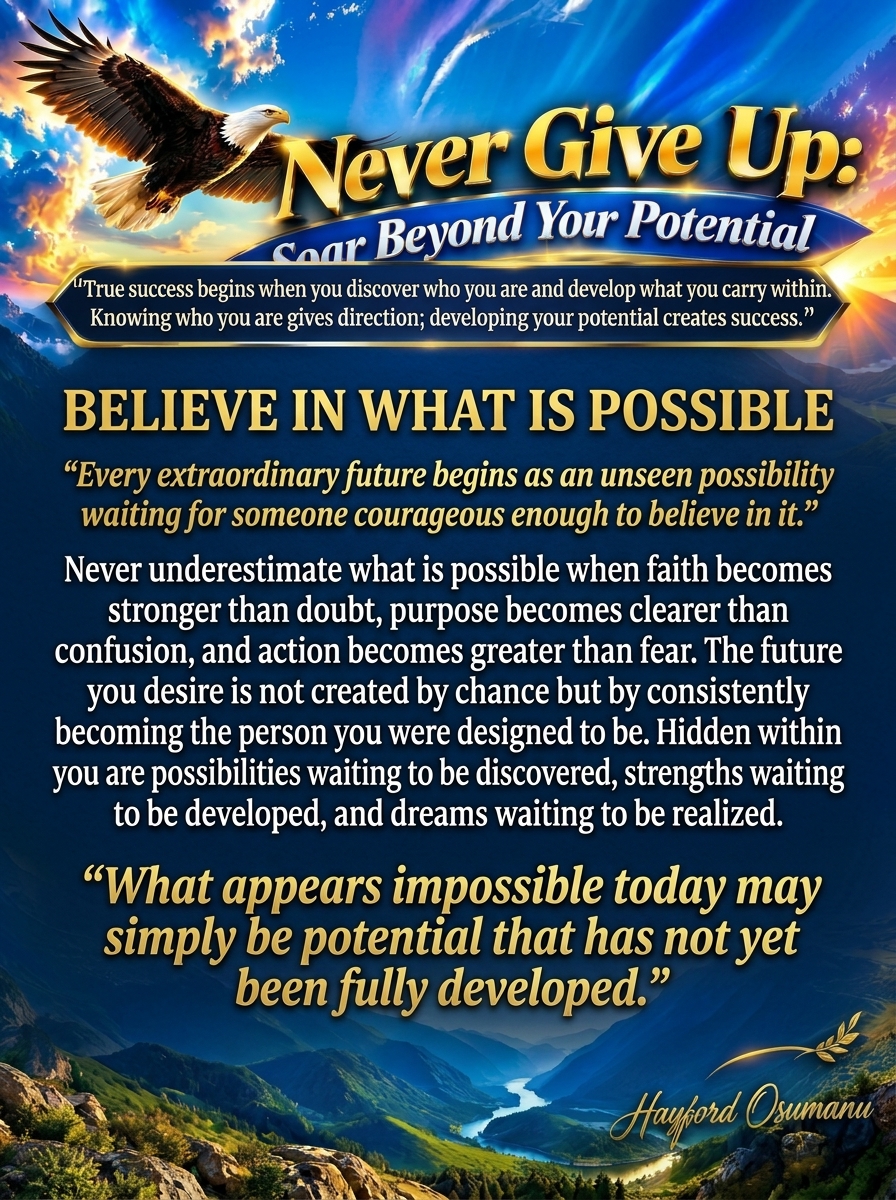 Never Give Up:
Soar Beyond Your Potential
“True success begins when you discover who you are and develop what you carry within.
Knowing who you are gives direction; developing your potential creates success.”
BELIEVE IN WHAT IS POSSIBLE
“Every extraordinary future begins as an unseen possibility
waiting for someone courageous enough to believe in it.”
Never underestimate what is possible when faith becomes
stronger than doubt, purpose becomes clearer than
confusion, and action becomes greater than fear. The future
you desire is not created by chance but by consistently
becoming the person you were designed to be. Hidden within
you are possibilities waiting to be discovered, strengths waiting
to be developed, and dreams waiting to be realized.
“What appears impossible today may
simply be potential that has not yet
been fully developed.”
Hayford Osumanu